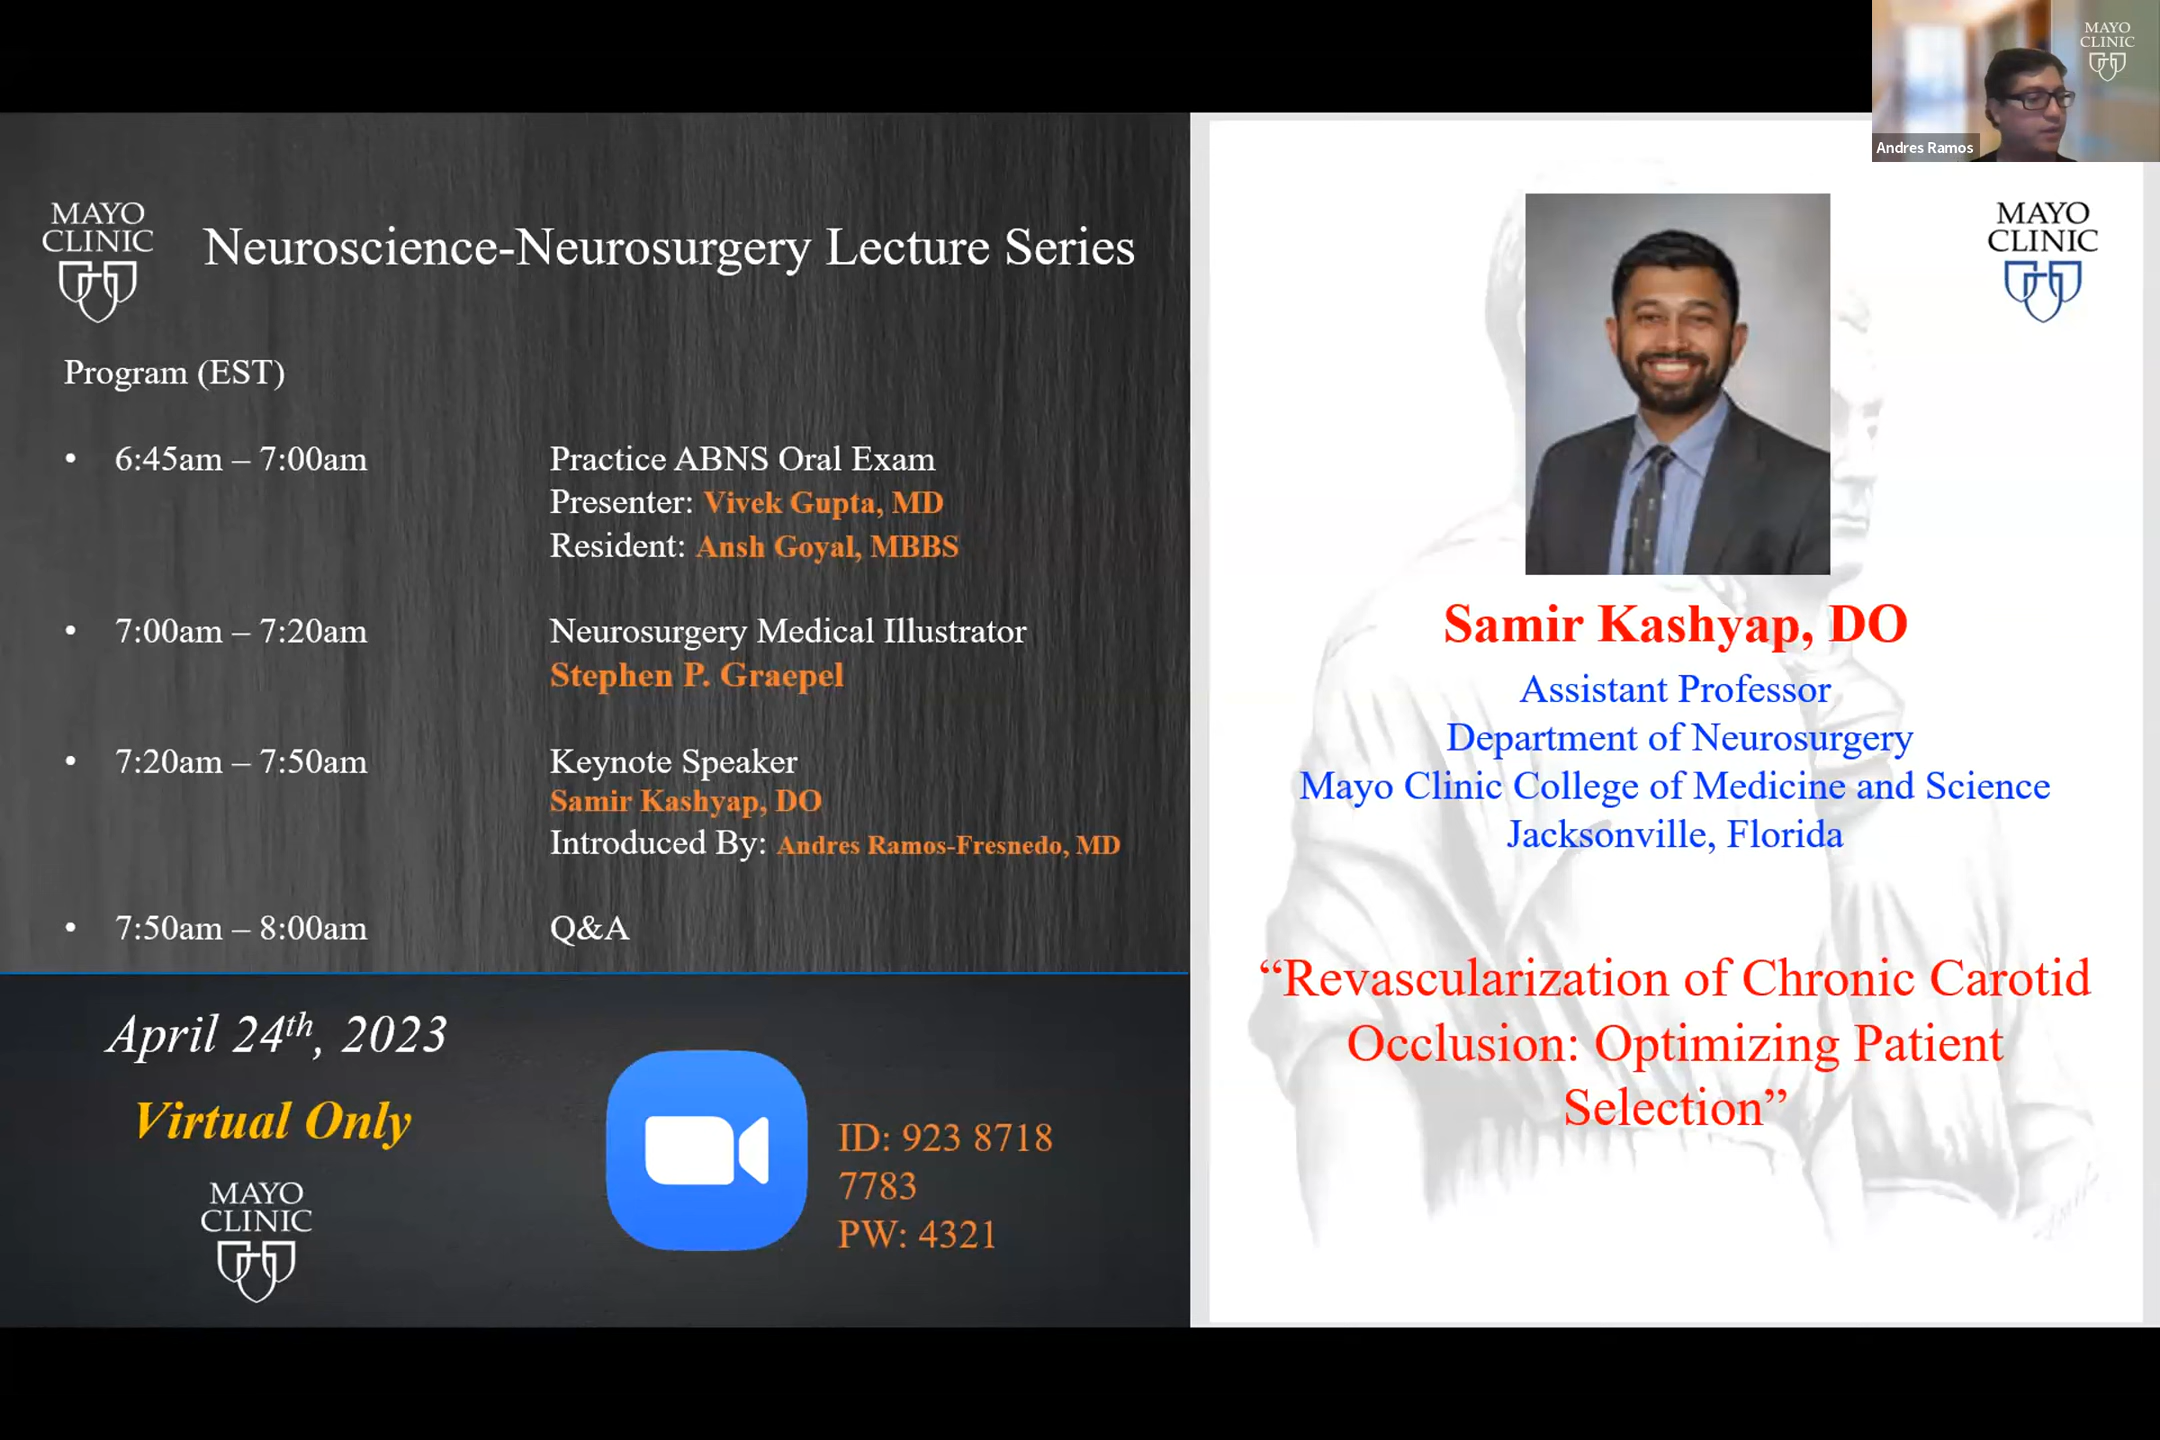 MAYO
CLINIC
Andres Ramos
MAYO
CLINIC
Neuroscience-Neurosurgery Lecture Series
Program (EST)
• 6:45am – 7:00am Practice ABNS Oral Exam
Presenter: Vivek Gupta, MD
Resident: Ansh Goyal, MBBS
• 7:00am – 7:20am Neurosurgery Medical Illustrator
Stephen P. Graepel
• 7:20am – 7:50am Keynote Speaker
Samir Kashyap, DO
Introduced By: Andres Ramos-Fresnedo, MD
• 7:50am – 8:00am Q&A
April 24th, 2023
Virtual Only
MAYO
CLINIC
ID: 923 8718
7783
PW: 4321
MAYO
CLINIC
Samir Kashyap, DO
Assistant Professor
Department of Neurosurgery
Mayo Clinic College of Medicine and Science
Jacksonville, Florida
“Revascularization of Chronic Carotid
Occlusion: Optimizing Patient
Selection”